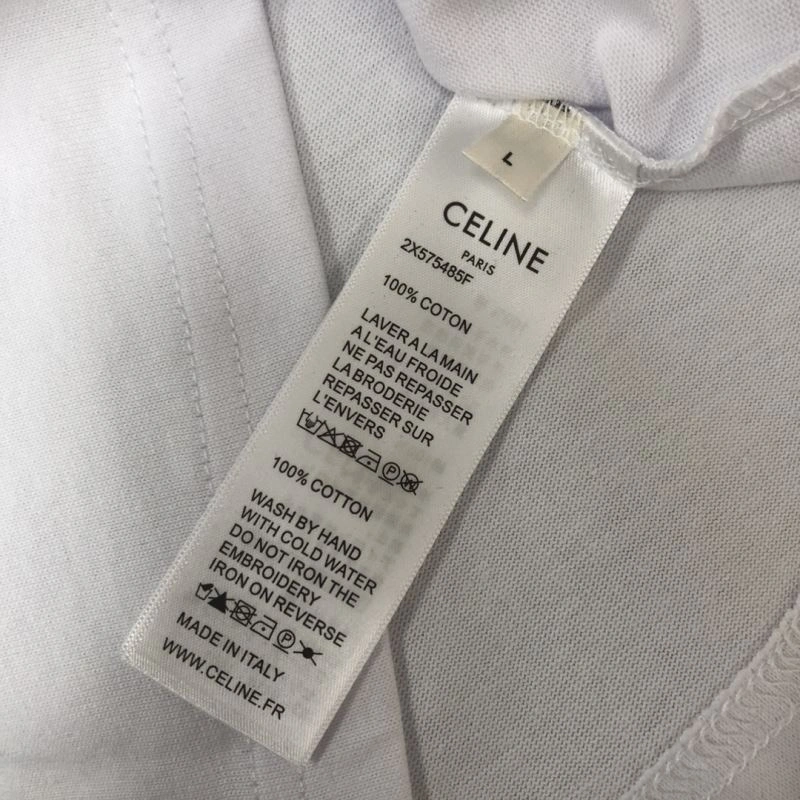 L
CELINE
PARIS
2X575485F
100% COTON
LAVER A LA MAIN
A L'EAU FROIDE
NE PAS REPASSER
LA BRODERIE
REPASSER SUR
L'ENVERS
P
100% COTTON
WASH BY HAND
WITH COLD WATER
DO NOT IRON THE
EMBROIDERY
IRON ON REVERSE
P
MADE IN ITALY
WWW.CELINE.FR